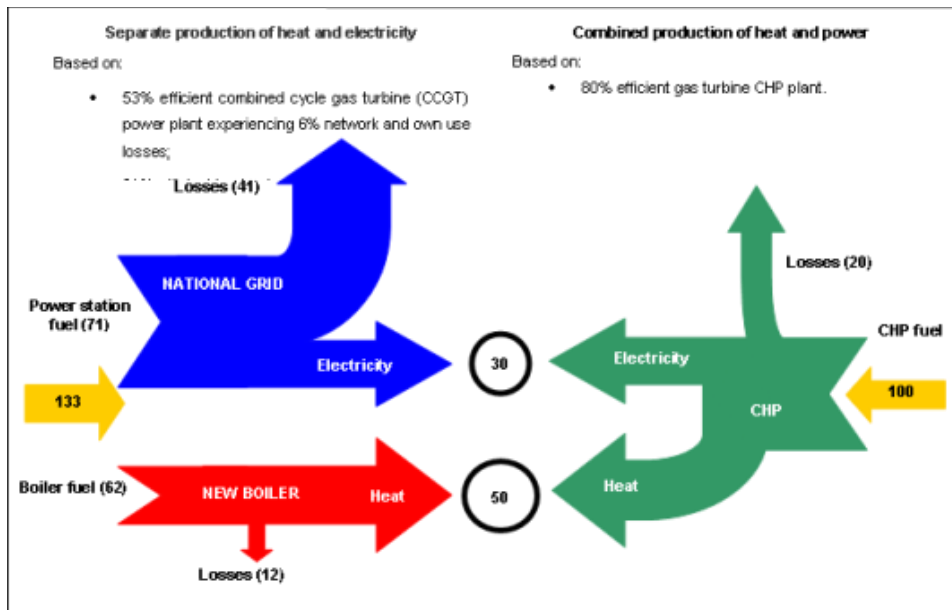 Separate production of heat and electricity
Based on:
• 53% efficient combined cycle gas turbine (CCGT)
power plant experiencing 6% network and own use
losses;
Losses (41)
NATIONAL GRID
Power station
fuel (71)
Electricity
133
Boiler fuel (62)
NEW BOILER
Heat
Losses (12)
30
50
Combined production of heat and power
Based on:
• 80% efficient gas turbine CHP plant.
Losses (20)
CHP fuel
Electricity
100
CHP
Heat